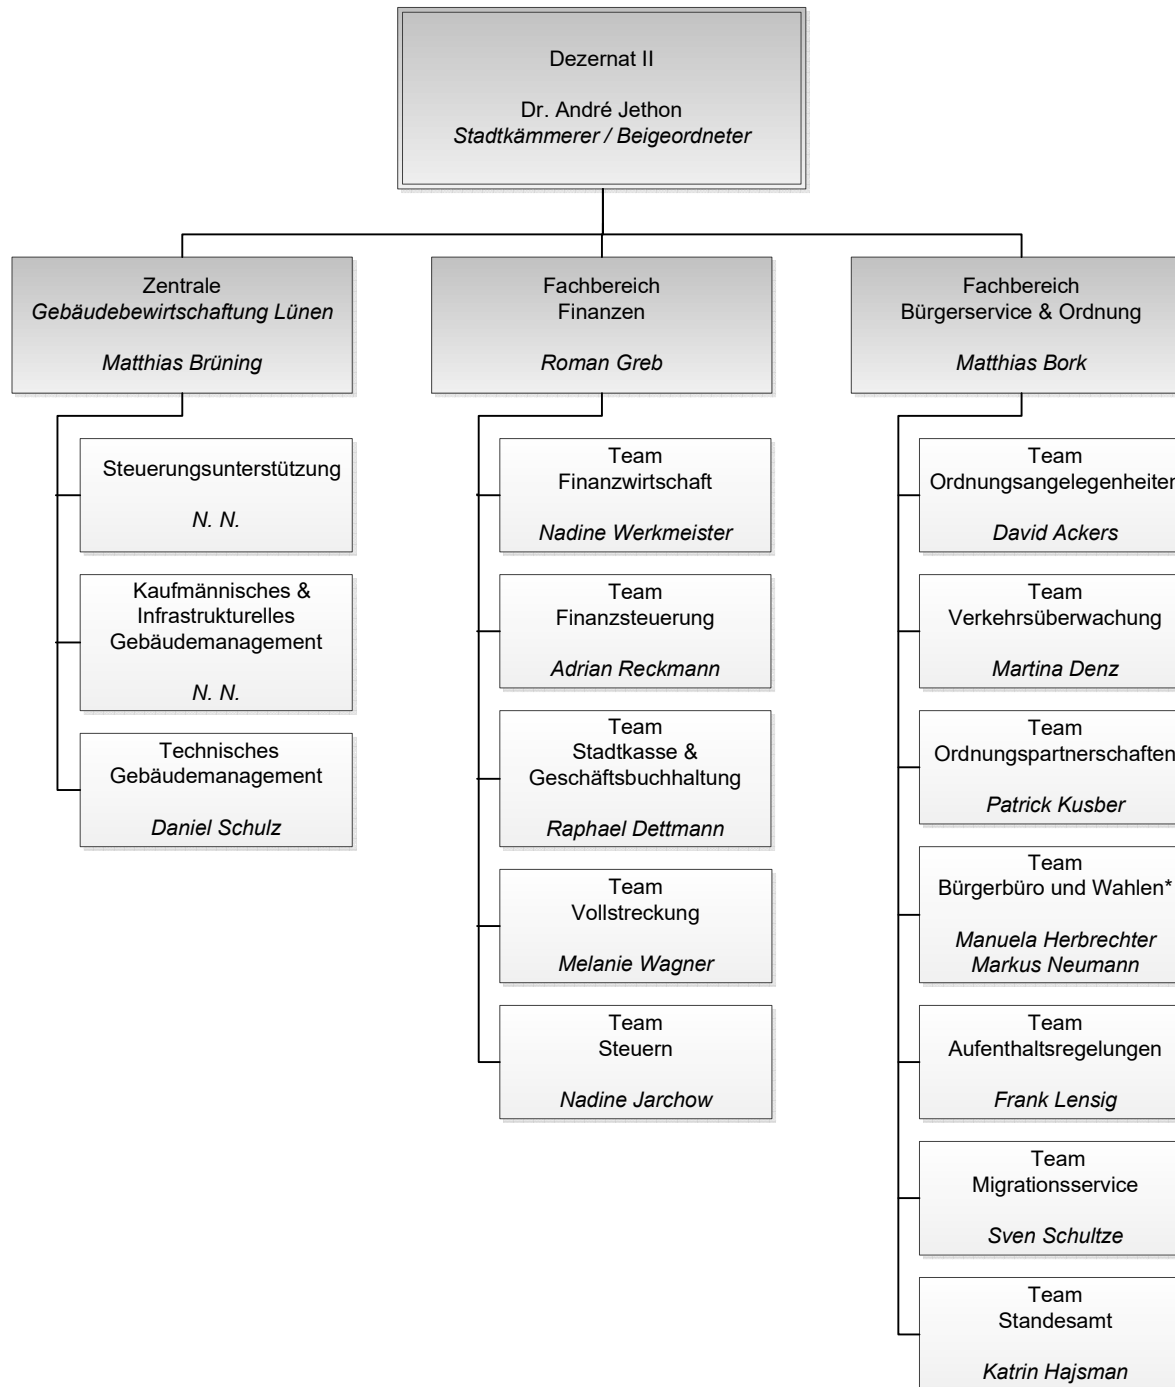 Dezernat II
Dr. André Jethon
Stadtkämmerer / Beigeordneter
Zentrale
Gebäudebewirtschaftung Lünen
Matthias Brüning
Steuerungsunterstützung
N. N.
Kaufmännisches &
Infrastrukturelles
Gebäudemanagement
N. N.
Technisches
Gebäudemanagement
Daniel Schulz
Fachbereich
Finanzen
Roman Greb
Team
Finanzwirtschaft
Nadine Werkmeister
Team
Finanzsteuerung
Adrian Reckmann
Team
Stadtkasse &
Geschäftsbuchhaltung
Raphael Dettmann
Team
Vollstreckung
Melanie Wagner
Team
Steuern
Nadine Jarchow
Fachbereich
Bürgerservice & Ordnung
Matthias Bork
Team
Ordnungsangelegenheiten
David Ackers
Team
Verkehrsüberwachung
Martina Denz
Team
Ordnungspartnerschaften
Patrick Kusber
Team
Bürgerbüro und Wahlen*
Manuela Herbrechter
Markus Neumann
Team
Aufenthaltsregelungen
Frank Lensig
Team
Migrationsservice
Sven Schultze
Team
Standesamt
Katrin Hajsman